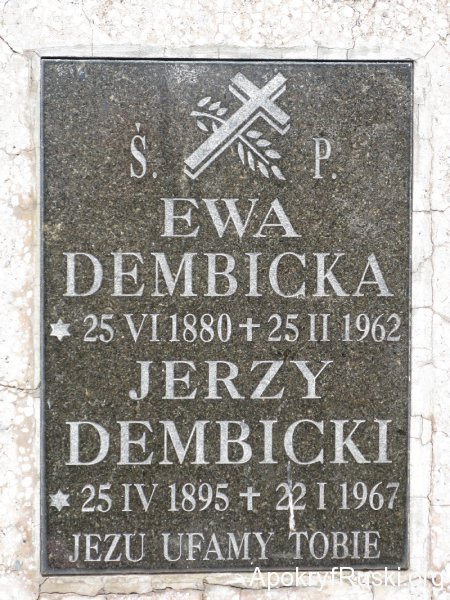 Ś. P.
EWA
DEMBICKA
✶ 25 VI 1880 ✝ 25 II 1962
JERZY
DEMBICKI
✶ 25 IV 1895 ✝ 22 I 1967
JEZU UFAMY TOBIE
ApokryfRuski.org